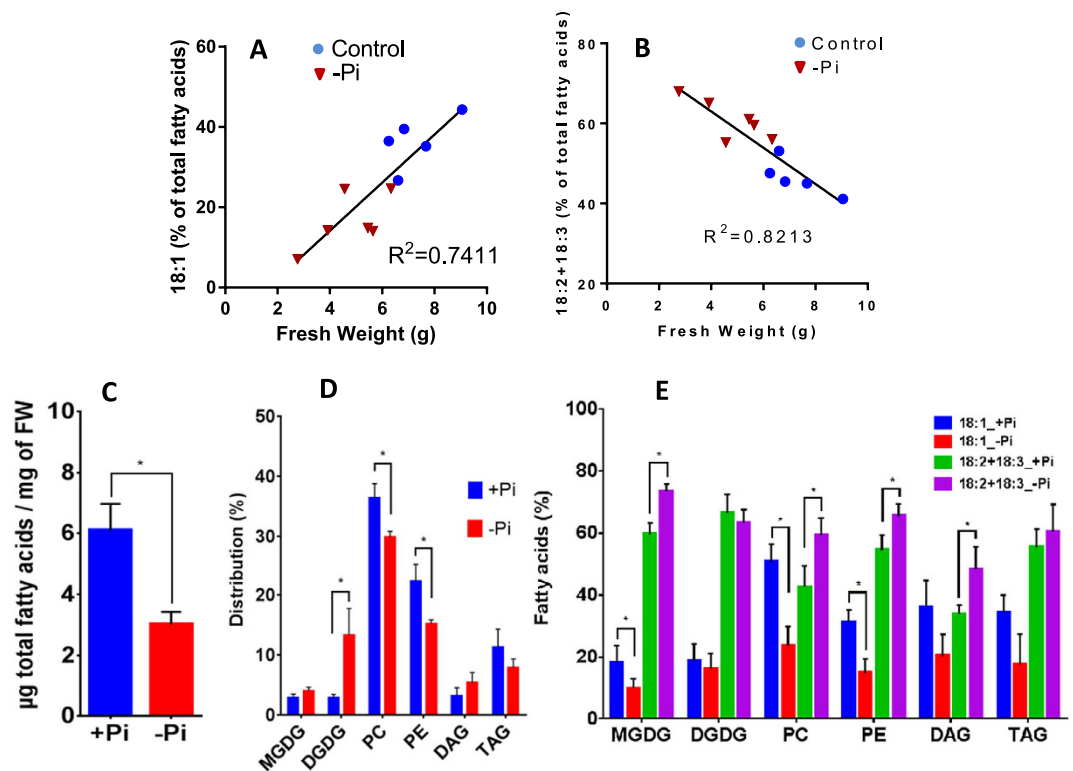 A
Control
-Pi
18:1 (% of total fatty acids)
60
40
20
0
R²=0.7411
0 2 4 6 8 10
Fresh Weight (g)
B
Control
-Pi
18:2+18:3 (% of total fatty acids)
80
60
40
20
R²=0.8213
0 2 4 6 8 10
Fresh Weight (g)
C
µg total fatty acids / mg of FW
10
8
6
4
2
0
*
+Pi -Pi
D
Distribution (%)
50
40
30
20
10
0
* * *
+Pi
-Pi
MGDG DGDG PC PE DAG TAG
E
Fatty acids (%)
100
80
60
40
20
0
* * * * * * *
18:1_+Pi
18:1_-Pi
18:2+18:3_+Pi
18:2+18:3_-Pi
MGDG DGDG PC PE DAG TAG